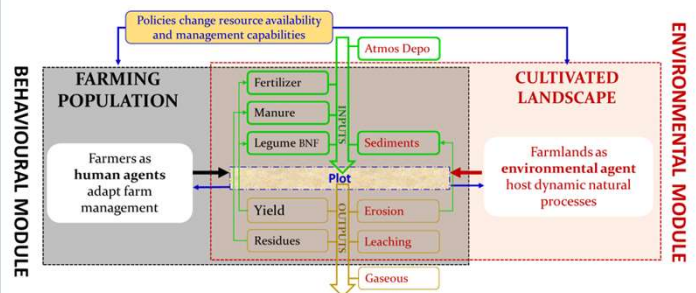 Policies change resource availability
and management capabilities
BEHAVIOURAL MODULE
FARMING
POPULATION
Farmers as
human agents
adapt farm
management
Fertilizer
Manure
Legume BNF
Yield
Residues
INPUTS
Plot
OUTPUTS
Atmos Depo
Sediments
Erosion
Leaching
Gaseous
CULTIVATED
LANDSCAPE
Farmlands as
environmental agent
host dynamic natural
processes
ENVIRONMENTAL MODULE